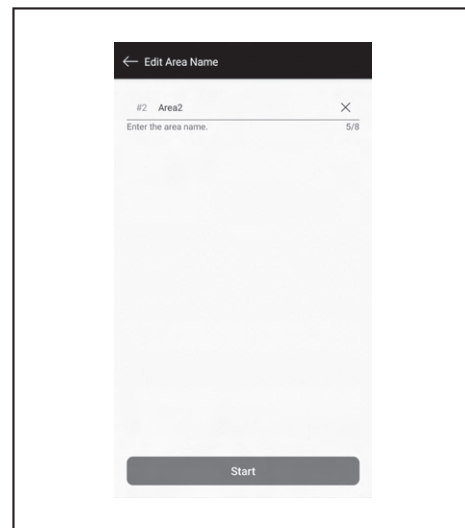 ← Edit Area Name
#2 Area2 ×
Enter the area name. 5/8
Start